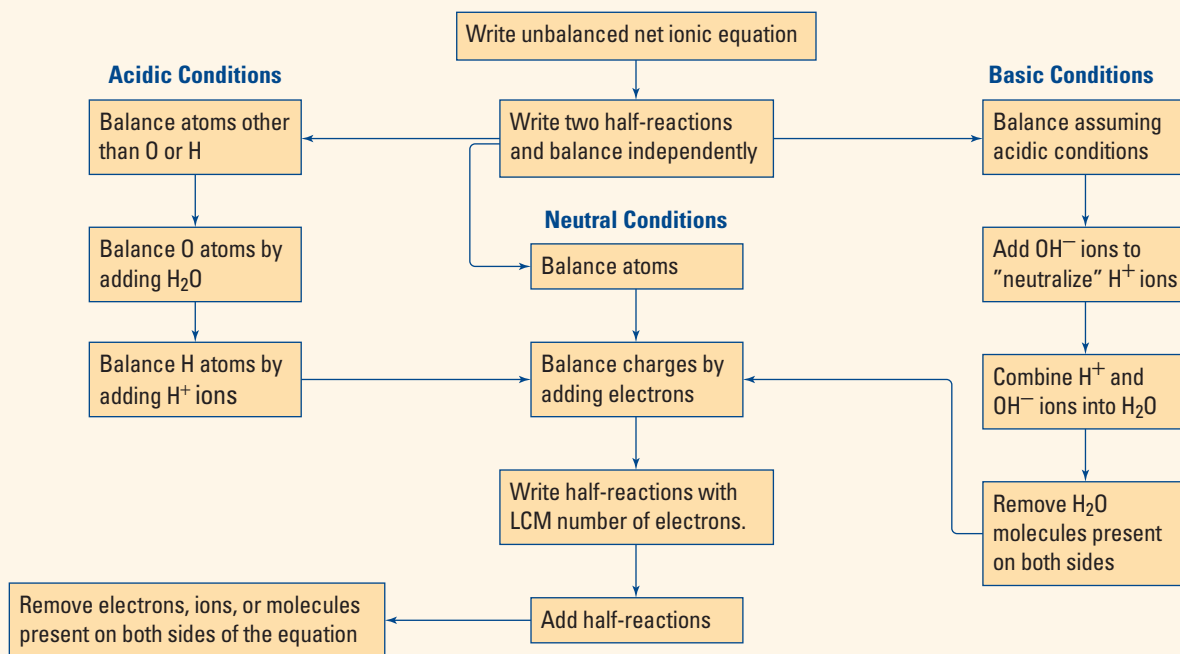 Write unbalanced net ionic equation
Acidic Conditions
Basic Conditions
Balance atoms other
than O or H
Write two half-reactions
and balance independently
Balance assuming
acidic conditions
Neutral Conditions
Balance O atoms by
adding H₂O
Balance atoms
Add OH⁻ ions to
"neutralize" H⁺ ions
Balance H atoms by
adding H⁺ ions
Balance charges by
adding electrons
Combine H⁺ and
OH⁻ ions into H₂O
Write half-reactions with
LCM number of electrons.
Remove H₂O
molecules present
on both sides
Remove electrons, ions, or molecules
present on both sides of the equation
Add half-reactions